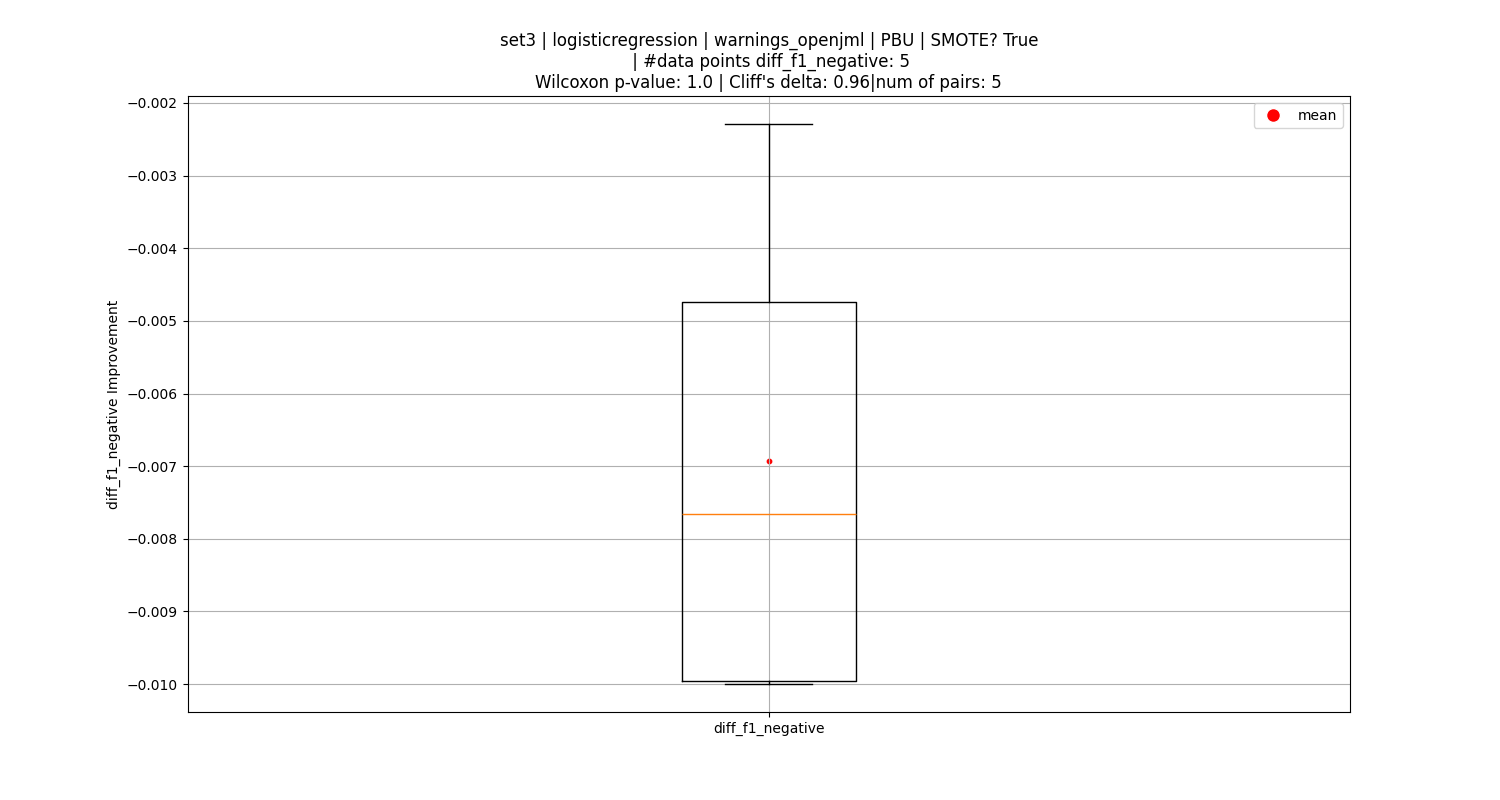 set3 | logisticregression | warnings_openjml | PBU | SMOTE? True
| #data points diff_f1_negative: 5
Wilcoxon p-value: 1.0 | Cliff's delta: 0.96|num of pairs: 5
mean
−0.002
−0.003
−0.004
−0.005
−0.006
−0.007
−0.008
−0.009
−0.010
diff_f1_negative Improvement
diff_f1_negative